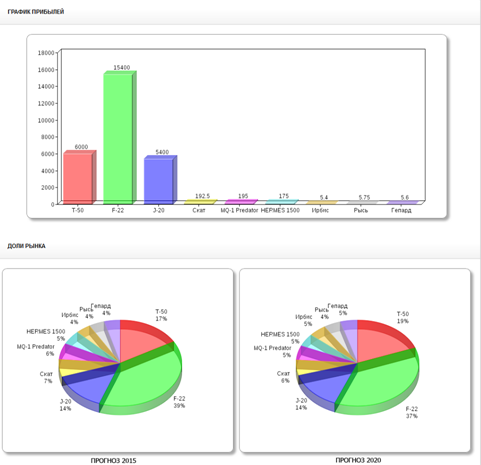 ГРАФИК ПРИБЫЛЕЙ
18000
16000
14000
12000
10000
8000
6000
4000
2000
0
6000
15400
5400
192.5
195
175
5.4
5.75
5.6
T-50
F-22
J-20
Скат
MQ-1 Predator
HERMES 1500
Ирбис
Рысь
Гепард
ДОЛИ РЫНКА
Гепард
4%
Рысь
4%
Ирбис
4%
HERMES 1500
5%
MQ-1 Predator
6%
Скат
7%
J-20
14%
F-22
39%
T-50
17%
ПРОГНОЗ 2015
Гепард
5%
Рысь
4%
Ирбис
5%
HERMES 1500
5%
MQ-1 Predator
5%
Скат
6%
J-20
14%
F-22
37%
T-50
19%
ПРОГНОЗ 2020